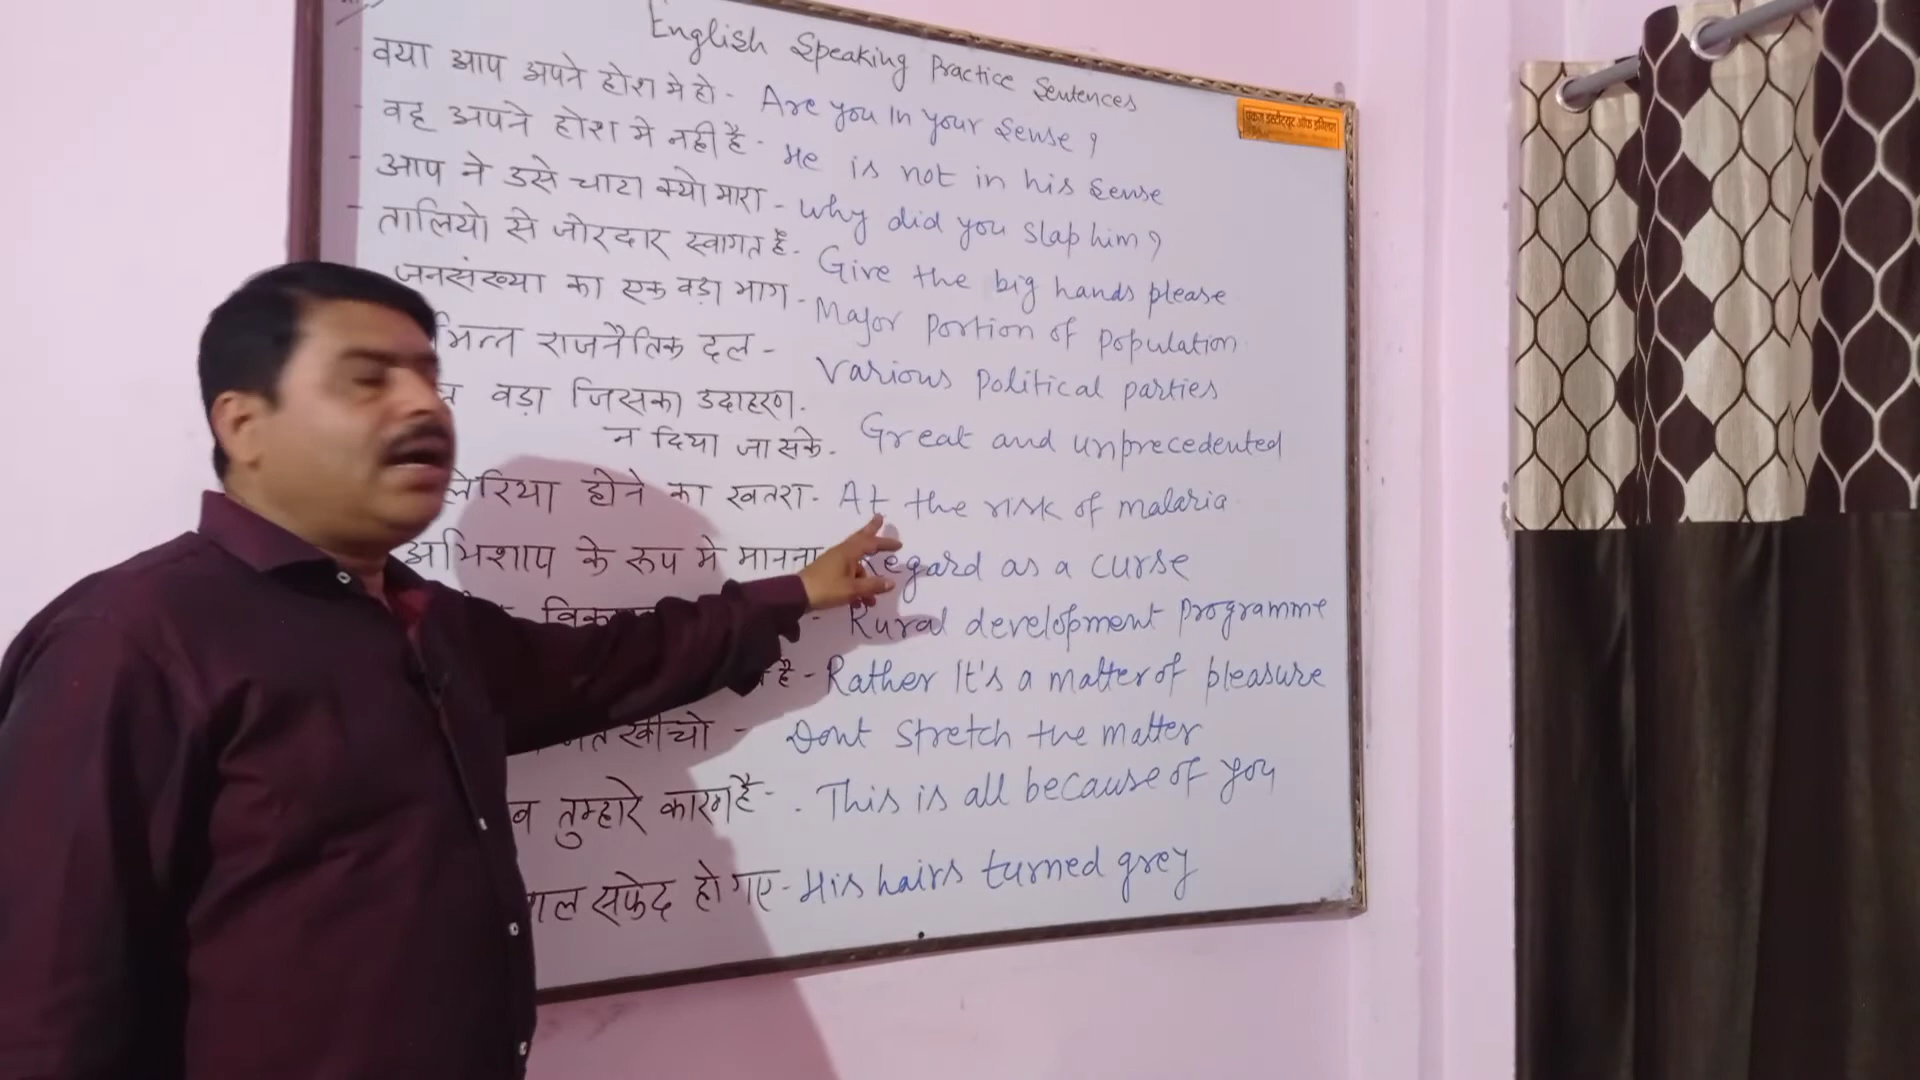 English Speaking Practice Sentences
- क्या आप अपने होश मे हो - Are you in your Sense ?
- वह अपने होश मे नही है - He is not in his Sense
- आप ने उसे चाटा क्यो मारा - Why did you slap him ?
- तालियो से जोरदार स्वागत है - Give the big hands please
जनसंख्या का एक बड़ा भाग - Major Portion of Population
राजनैतिक दल - Various Political parties
बड़ा जिसका उदाहरण
न दिया जा सके - Great and unprecedented
होने का खतरा - At the risk of malaria
अभिशाप के रूप मे मानना Regard as a curse
- Rural development Programme
है - Rather It's a matter of pleasure
खीचो - Dont Stretch the matter
तुम्हारे कारण है - This is all because of you
सफेद हो गए - His hairs turned grey